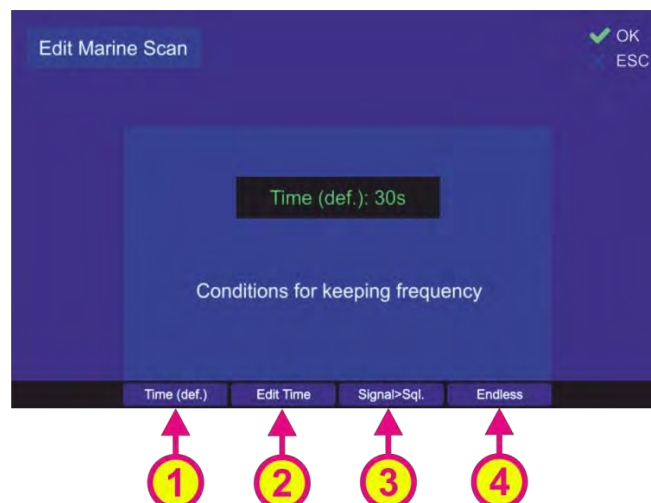 Edit Marine Scan
OK
ESC
Time (def.): 30s
Conditions for keeping frequency
Time (def.) Edit Time Signal>Sql. Endless
1 2 3 4